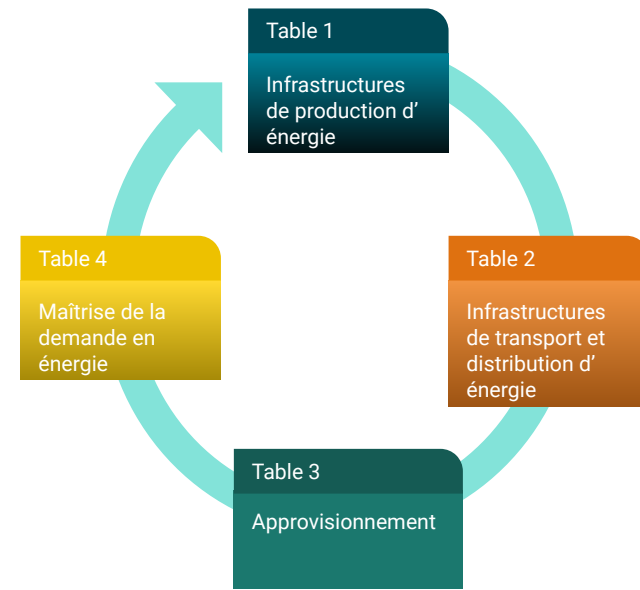 Table 1
Infrastructures
de production d’
énergie
Table 4
Maîtrise de la
demande en
énergie
Table 2
Infrastructures
de transport et
distribution d’
énergie
Table 3
Approvisionnement